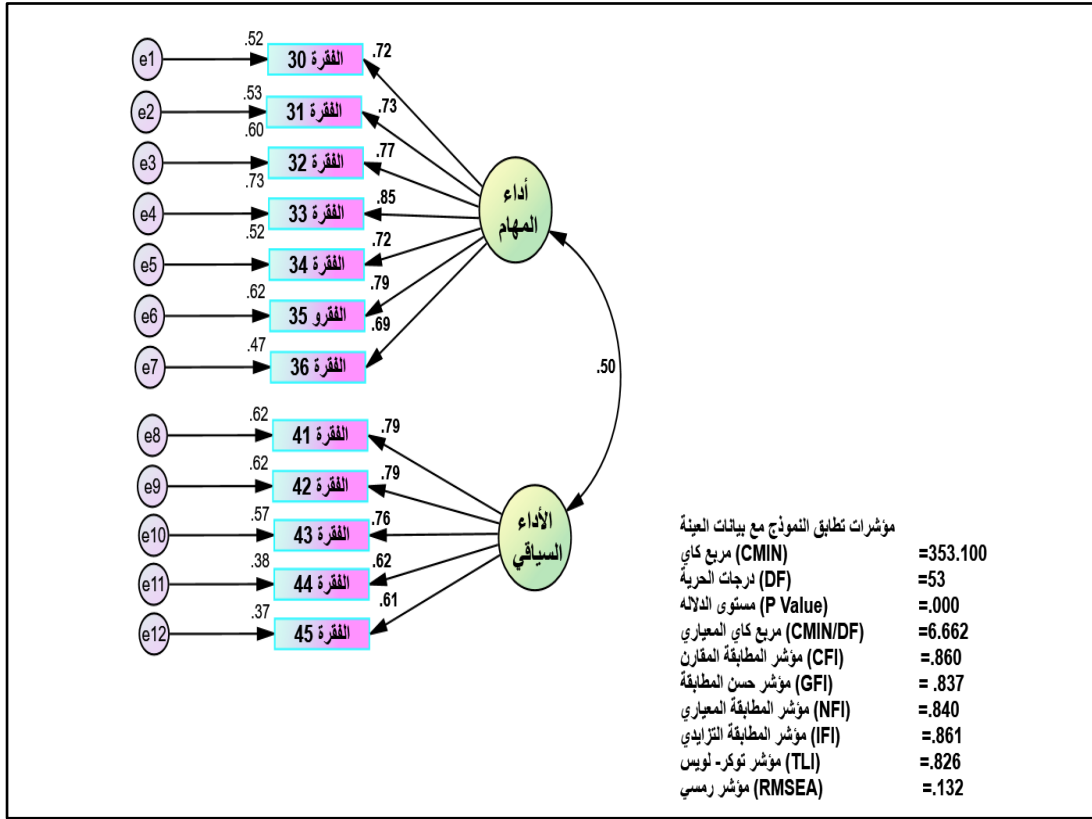 e1 .52 الفقرة 30 .72
e2 .53 الفقرة 31 .73
e3 .60 الفقرة 32 .77
e4 .73 الفقرة 33 .85
e5 .52 الفقرة 34 .72
e6 .62 الفقرو 35 .79
e7 .47 الفقرة 36 .69
أداء
المهام
.50
e8 .62 الفقرة 41 .79
e9 .62 الفقرة 42 .79
e10 .57 الفقرة 43 .76
e11 .38 الفقرة 44 .62
e12 .37 الفقرة 45 .61
الأداء
السياقي
مؤشرات تطابق النموذج مع بيانات العينة
مربع كاي (CMIN) =353.100
درجات الحرية (DF) =53
مستوى الدلاله (P Value) =.000
مربع كاي المعياري (CMIN/DF) =6.662
مؤشر المطابقة المقارن (CFI) =.860
مؤشر حسن المطابقة (GFI) = .837
مؤشر المطابقة المعياري (NFI) =.840
مؤشر المطابقة التزايدي (IFI) =.861
مؤشر توكر- لويس (TLI) =.826
مؤشر رمسي (RMSEA) =.132